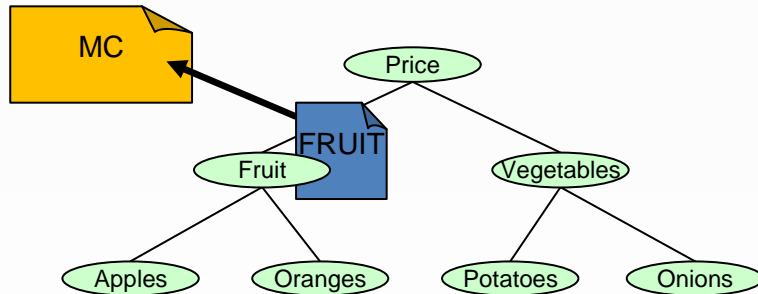 MC
Price
FRUIT
Fruit
Vegetables
Apples
Oranges
Potatoes
Onions